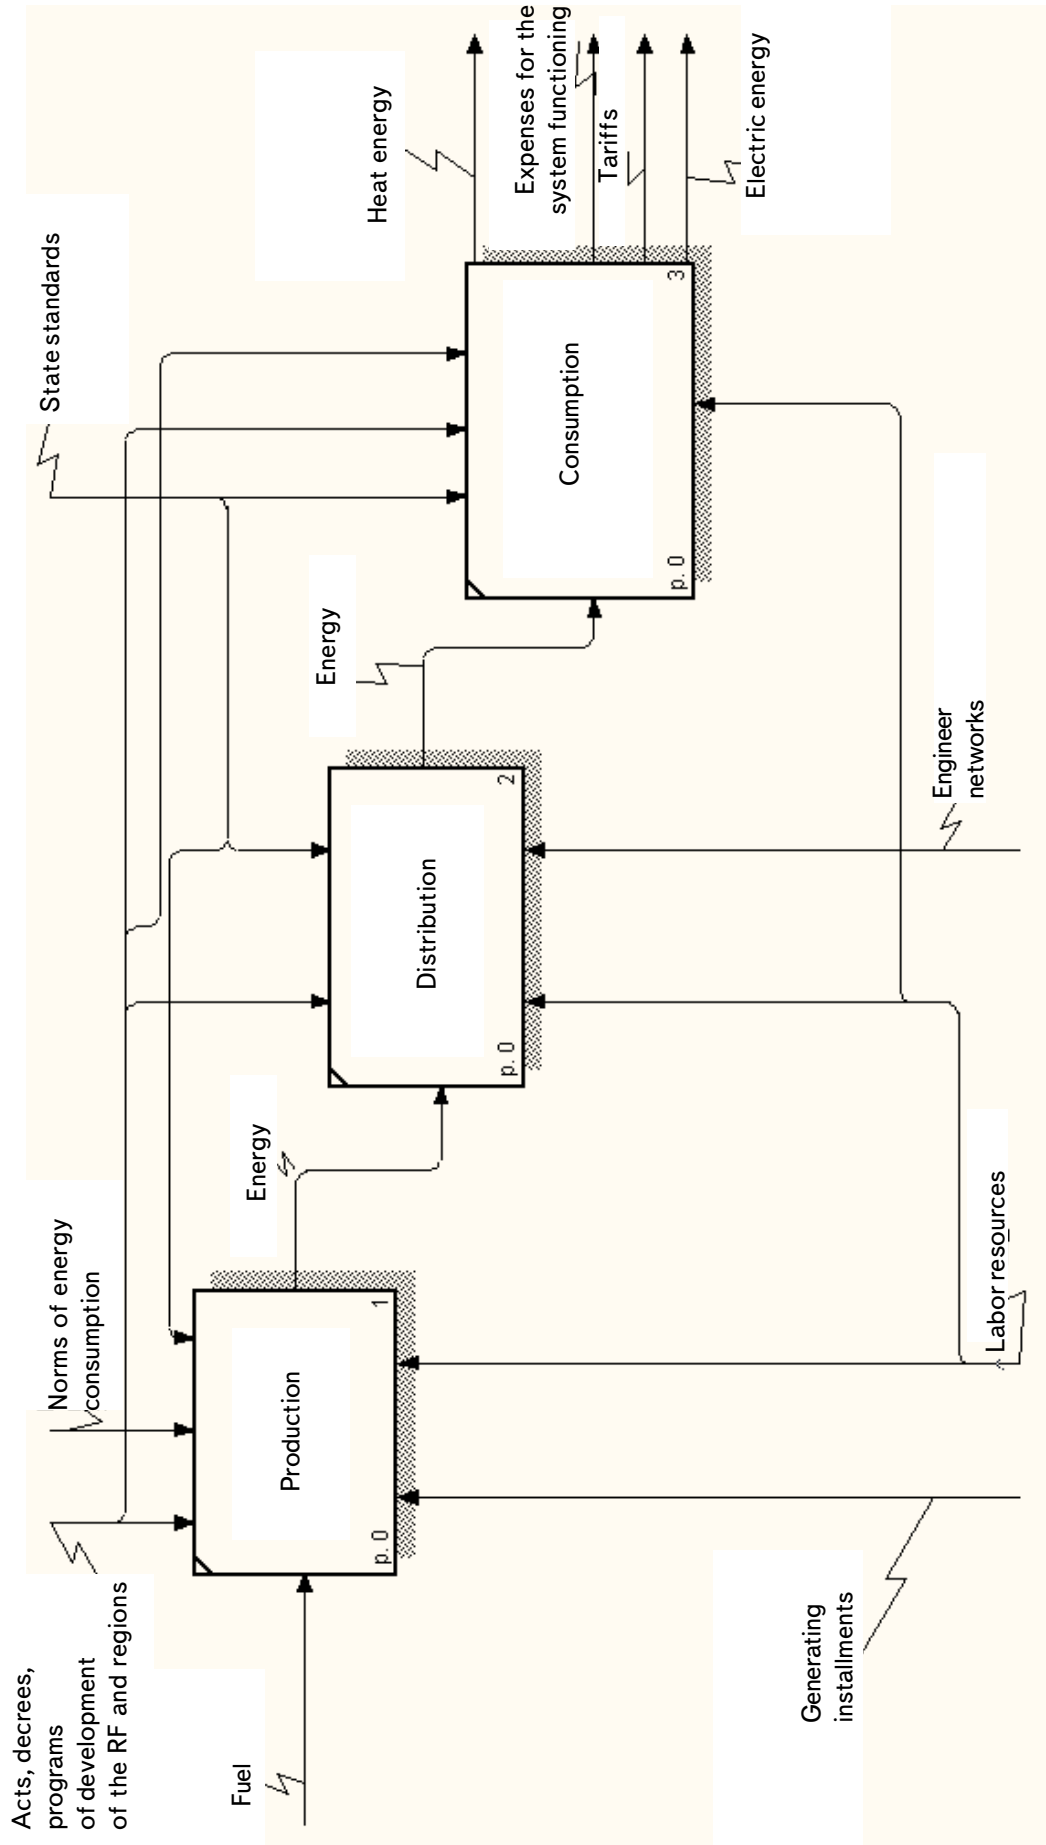 Acts, decrees,
programs
of development
of the RF and regions
Norms of energy
consumption
State standards
Fuel
Production
p. 0
1
Energy
Distribution
p. 0
2
Energy
Consumption
p. 0
3
Heat energy
Expenses for the
system functioning
Tariffs
Electric energy
Generating
installments
Labor resources
Engineer
networks